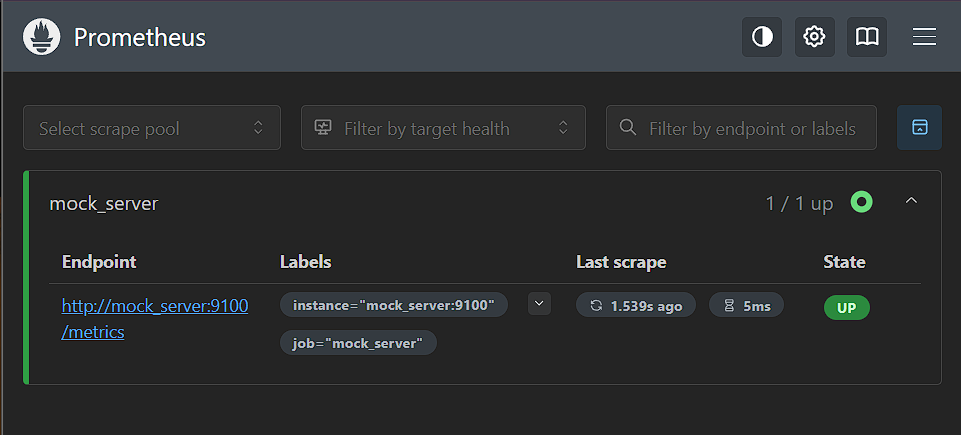 Prometheus
Select scrape pool
Filter by target health
Filter by endpoint or labels
mock_server
1 / 1 up
Endpoint
Labels
Last scrape
State
http://mock_server:9100
/metrics
instance="mock_server:9100"
job="mock_server"
1.539s ago
5ms
UP